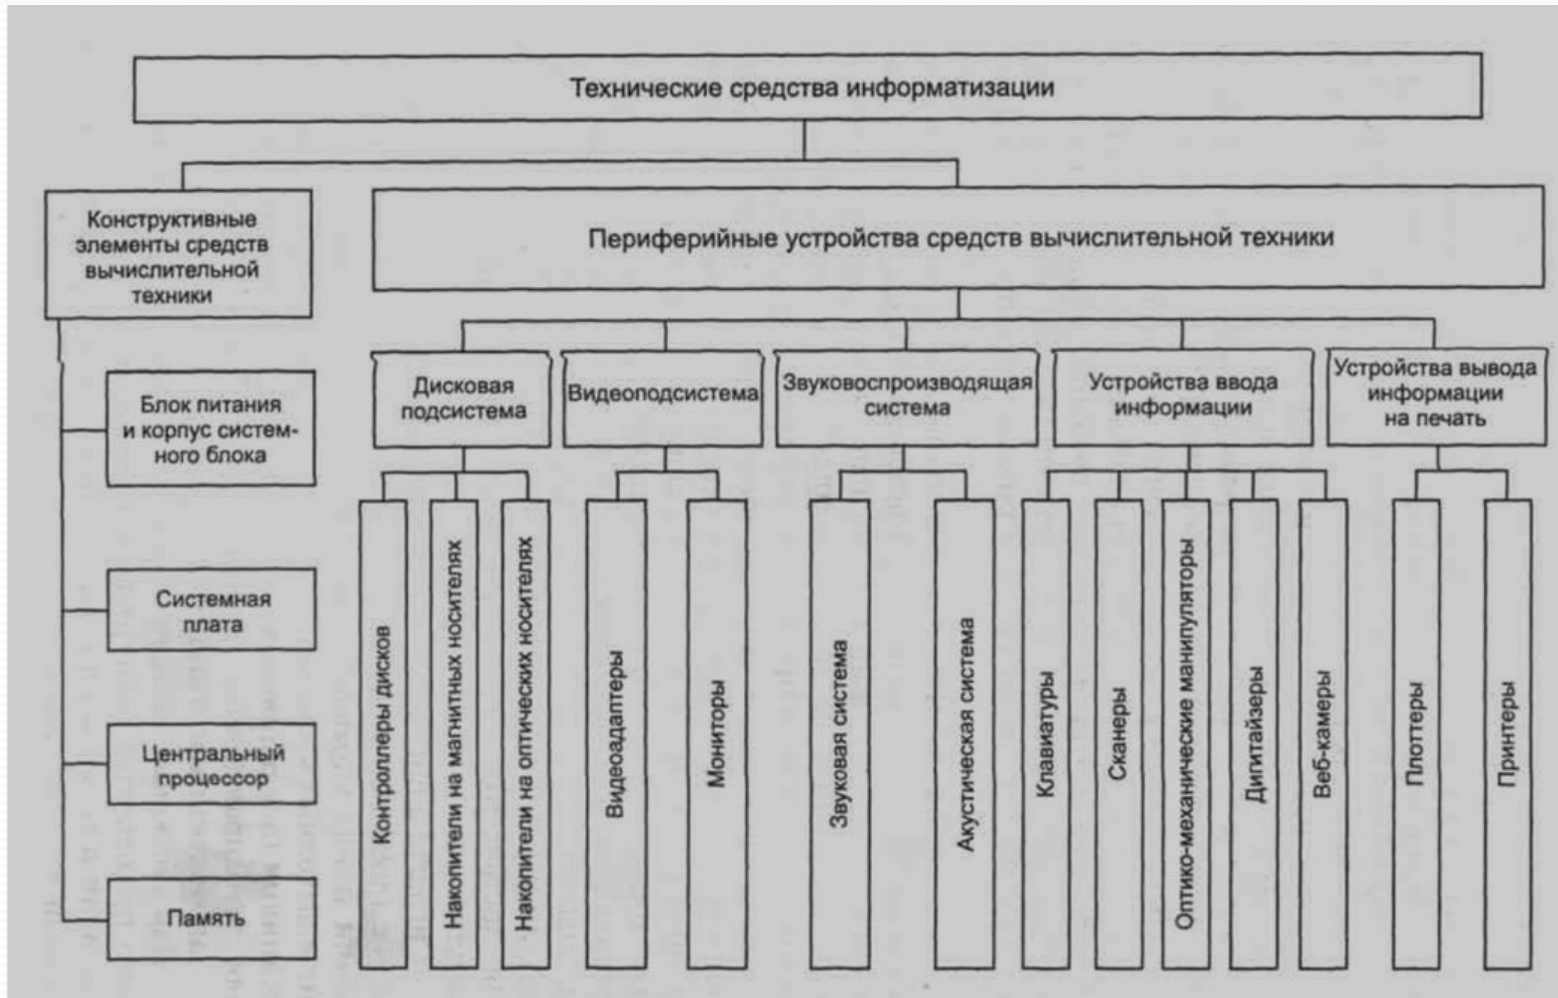 Технические средства информатизации
Конструктивные
элементы средств
вычислительной
техники
Периферийные устройства средств вычислительной техники
Блок питания
и корпус систем-
ного блока
Системная
плата
Центральный
процессор
Память
Дисковая
подсистема
Видеоподсистема
Звуковоспроизводящая
система
Устройства ввода
информации
Устройства вывода
информации
на печать
Контроллеры дисков
Накопители на магнитных носителях
Накопители на оптических носителях
Видеоадаптеры
Мониторы
Звуковая система
Акустическая система
Клавиатуры
Сканеры
Оптико-механические манипуляторы
Дигитайзеры
Веб-камеры
Плоттеры
Принтеры